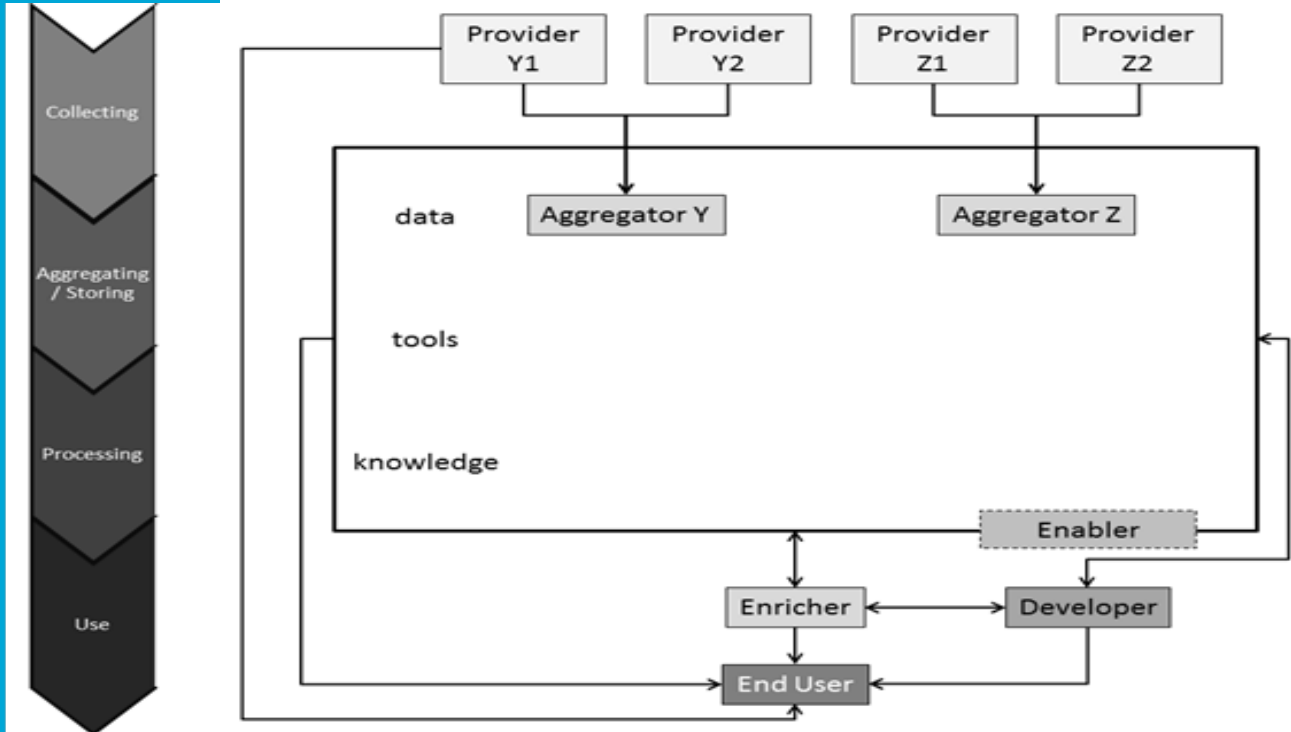 Collecting
Aggregating
/ Storing
Processing
Use
Provider
Y1
Provider
Y2
Provider
Z1
Provider
Z2
data
Aggregator Y
Aggregator Z
tools
knowledge
Enabler
Enricher
Developer
End User